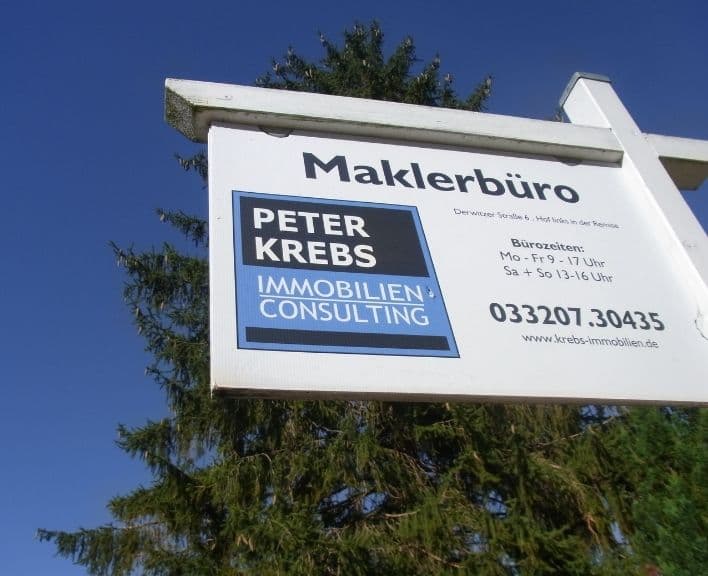 Maklerbüro
PETER
KREBS
IMMOBILIEN
CONSULTING
Derwitzer Straße 6 . Hof links in der Remise
Bürozeiten:
Mo - Fr 9 - 17 Uhr
Sa + So 13-16 Uhr
033207.30435
www.krebs-immobilien.de